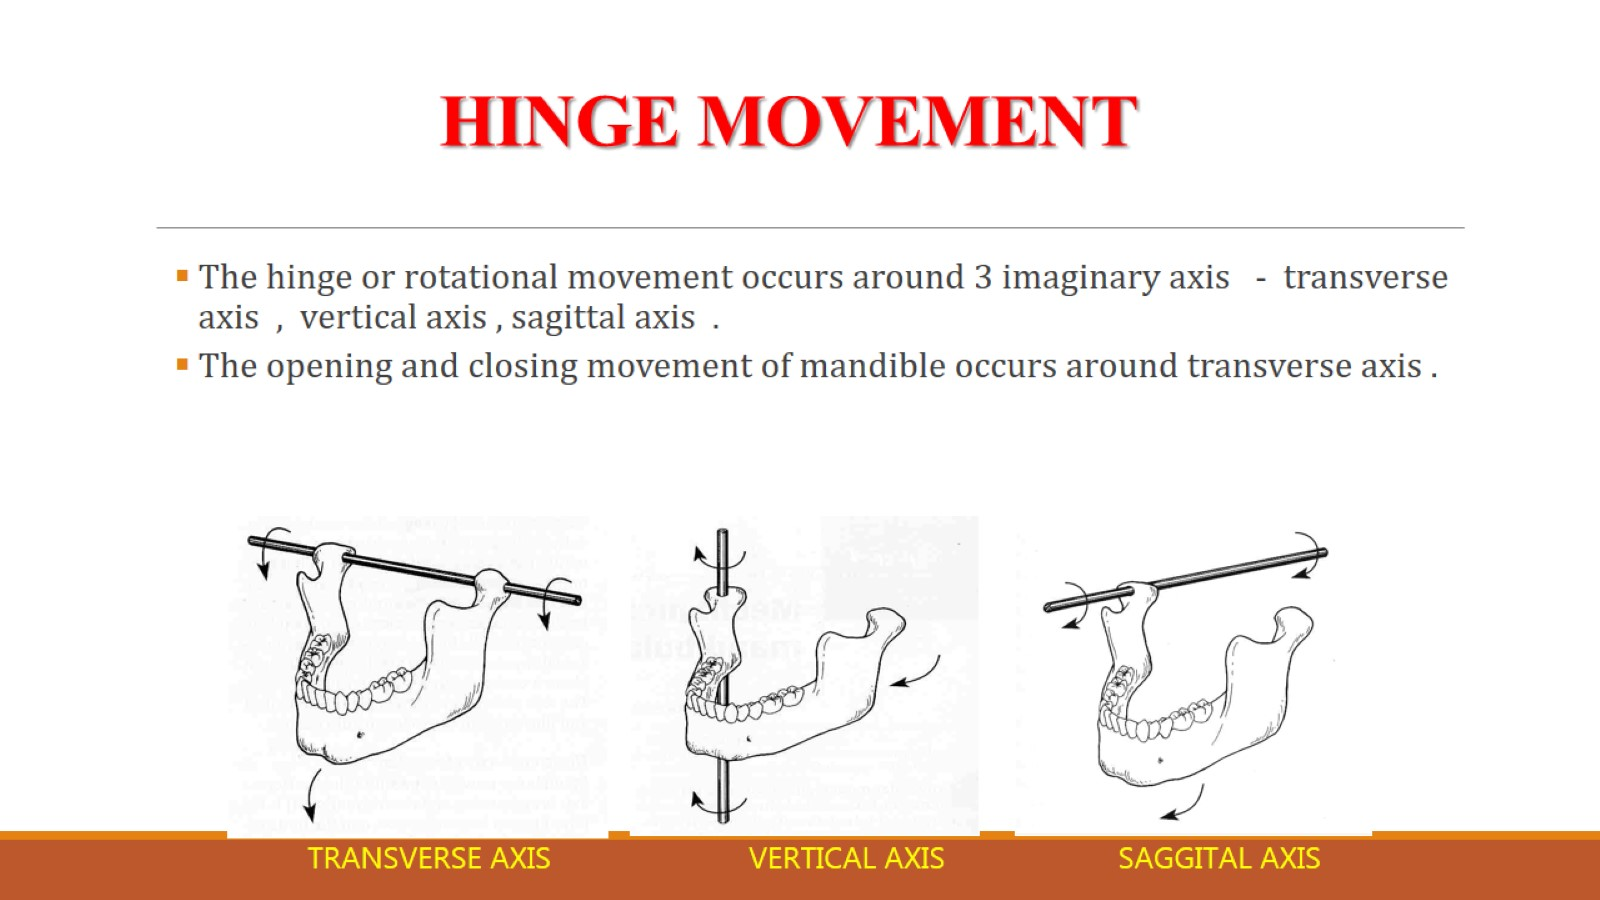 HINGE MOVEMENT
▪ The hinge or rotational movement occurs around 3 imaginary axis - transverse
axis , vertical axis , sagittal axis .
▪ The opening and closing movement of mandible occurs around transverse axis .
TRANSVERSE AXIS
VERTICAL AXIS
SAGGITAL AXIS